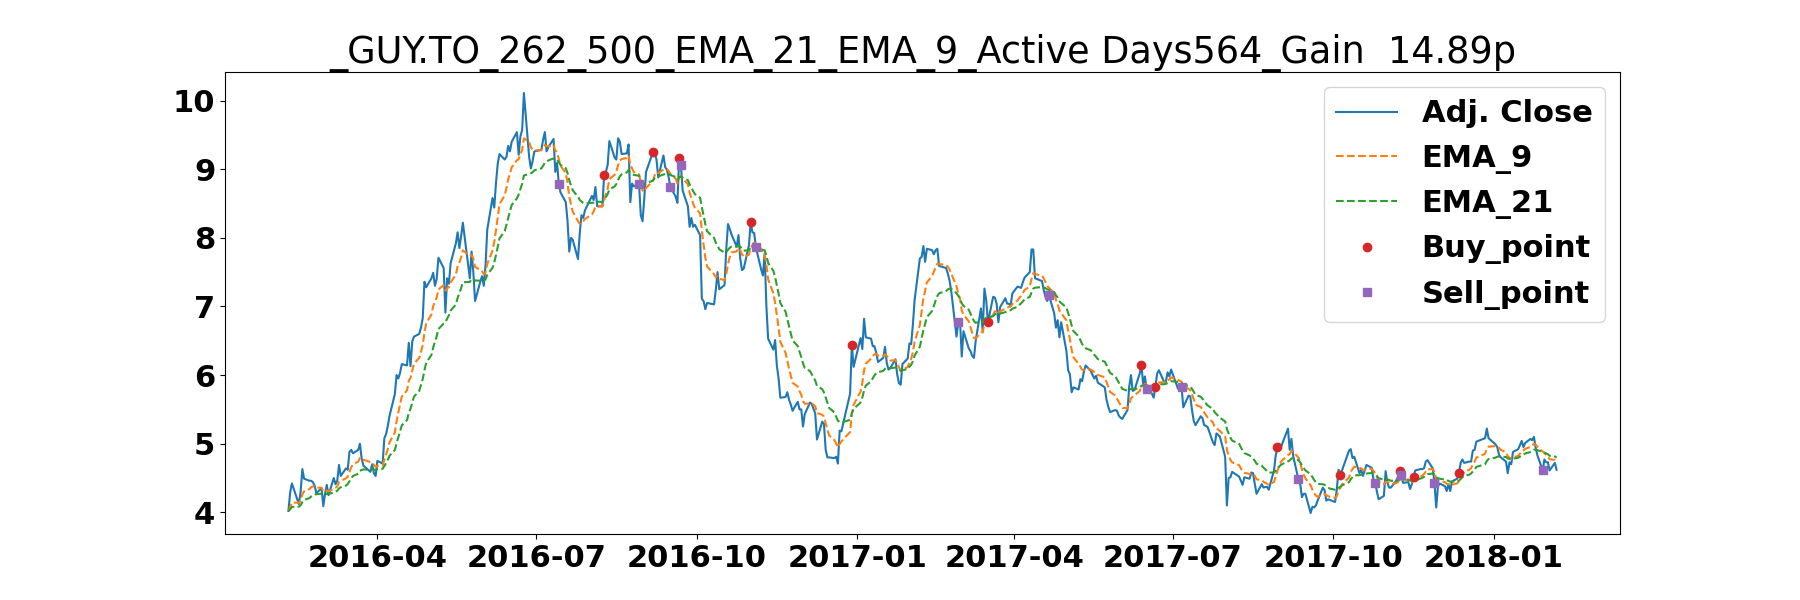 _GUY.TO_262_500_EMA_21_EMA_9_Active Days564_Gain  14.89p
10
9
8
7
6
5
4
Adj. Close
EMA_9
EMA_21
Buy_point
Sell_point
2016-04 2016-07 2016-10 2017-01 2017-04 2017-07 2017-10 2018-01